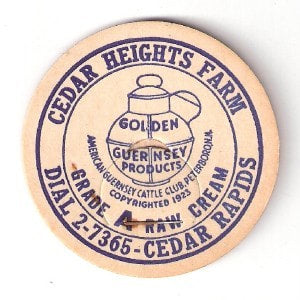 CEDAR HEIGHTS FARM
GOLDEN
GUERNSEY
PRODUCTS
AMERICAN GUERNSEY CATTLE CLUB, PETERBORO, N.H.
COPYRIGHTED 1923
GRADE A RAW CREAM
DIAL 2-7365-CEDAR RAPIDS